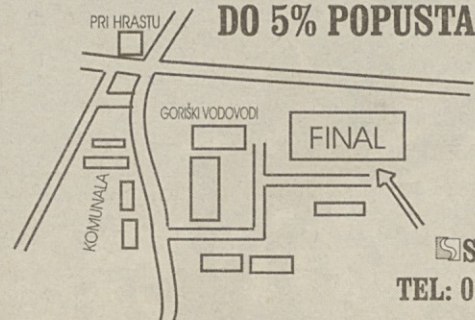 DO 5% POPUSTA
PRI HRASTU
GORIŠKI VODOVODI
FINAL
KOMUNALA
S
TEL: 0